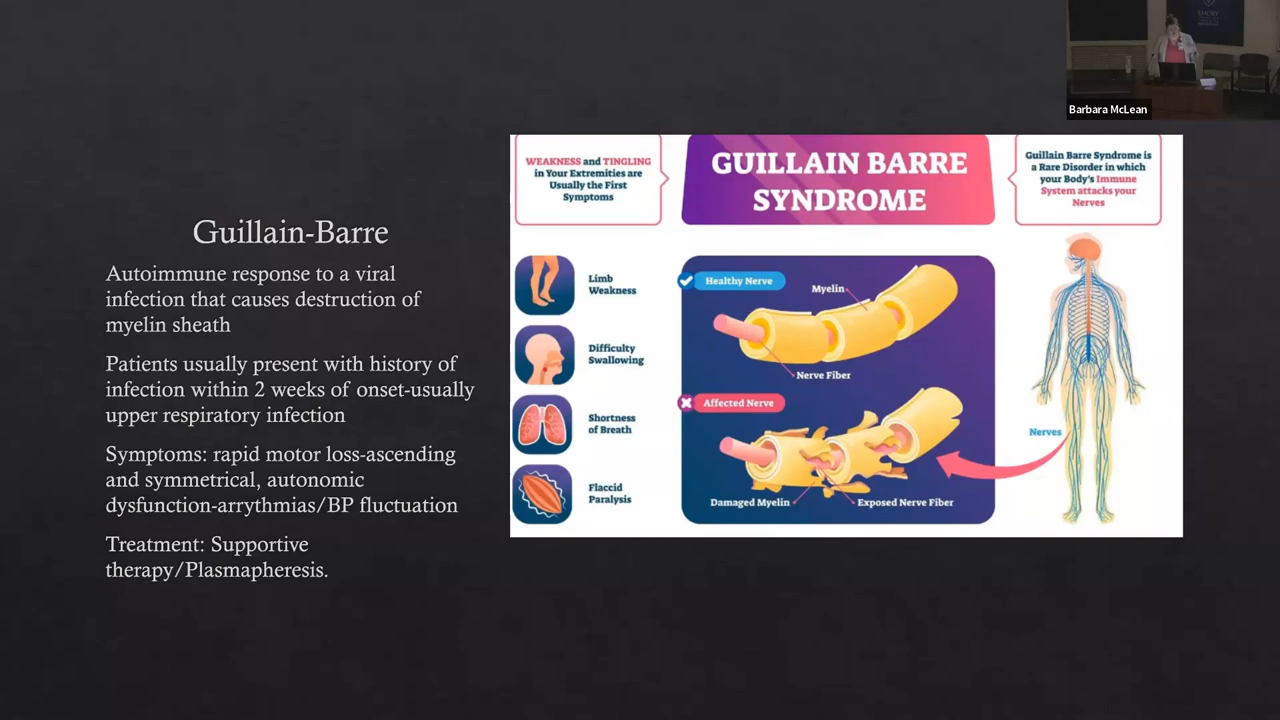 Barbara McLean
Guillain-Barre
Autoimmune response to a viral
infection that causes destruction of
myelin sheath
Patients usually present with history of
infection within 2 weeks of onset-usually
upper respiratory infection
Symptoms: rapid motor loss-ascending
and symmetrical, autonomic
dysfunction-arrythmias/BP fluctuation
Treatment: Supportive
therapy/Plasmapheresis.
WEAKNESS and TINGLING
in Your Extremities are
Usually the First
Symptoms
GUILLAIN BARRE
SYNDROME
Guillain Barre Syndrome is
a Rare Disorder in which
your Body's Immune
System attacks your
Nerves
Limb
Weakness
Difficulty
Swallowing
Shortness
of Breath
Flaccid
Paralysis
Healthy Nerve
Myelin
Nerve Fiber
Affected Nerve
Damaged Myelin
Exposed Nerve Fiber
Nerves
EMORY